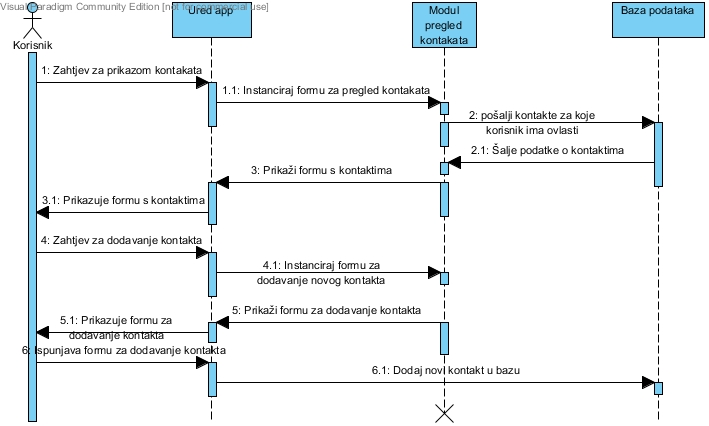 Visual Paradigm Community Edition [not for commercial use]
Korisnik
Ured app
Modul
pregled
kontakata
Baza podataka
1: Zahtjev za prikazom kontakata
1.1: Instanciraj formu za pregled kontakata
2: pošalji kontakte za koje
korisnik ima ovlasti
2.1: Šalje podatke o kontaktima
3: Prikaži formu s kontaktima
3.1: Prikazuje formu s kontaktima
4: Zahtjev za dodavanje kontakta
4.1: Instanciraj formu za
dodavanje novog kontakta
5: Prikaži formu za dodavanje kontakta
5.1: Prikazuje formu za
dodavanje kontakta
6: Ispunjava formu za dodavanje kontakta
6.1: Dodaj novi kontakt u bazu